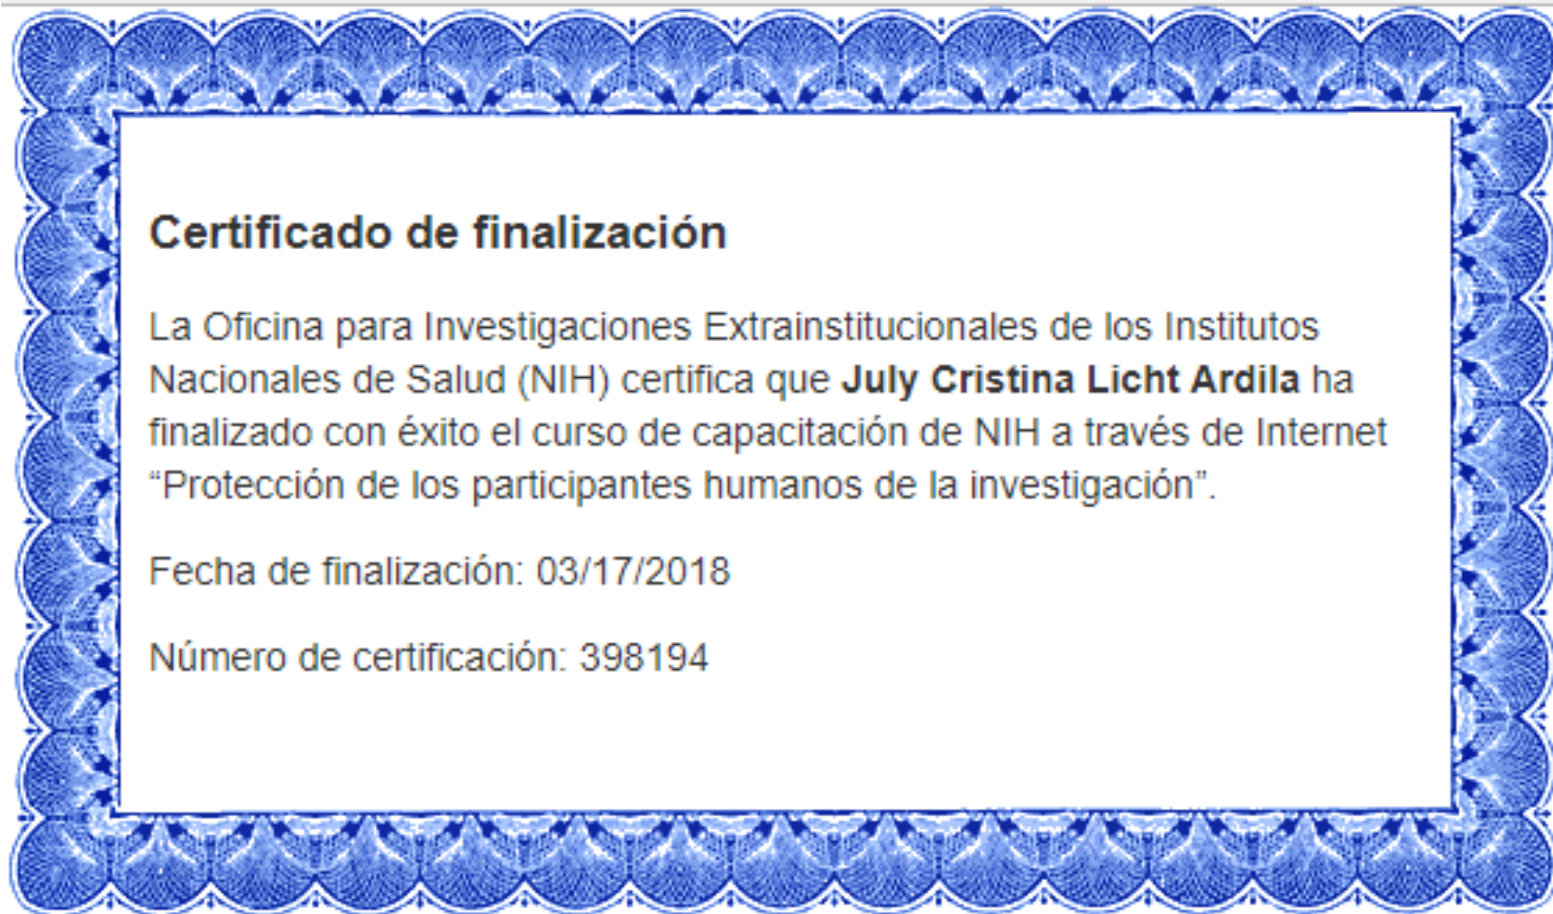 Certificado de finalización
La Oficina para Investigaciones Extrainstitucionales de los Institutos
Nacionales de Salud (NIH) certifica que July Cristina Licht Ardila ha
finalizado con éxito el curso de capacitación de NIH a través de Internet
“Protección de los participantes humanos de la investigación”.
Fecha de finalización: 03/17/2018
Número de certificación: 398194